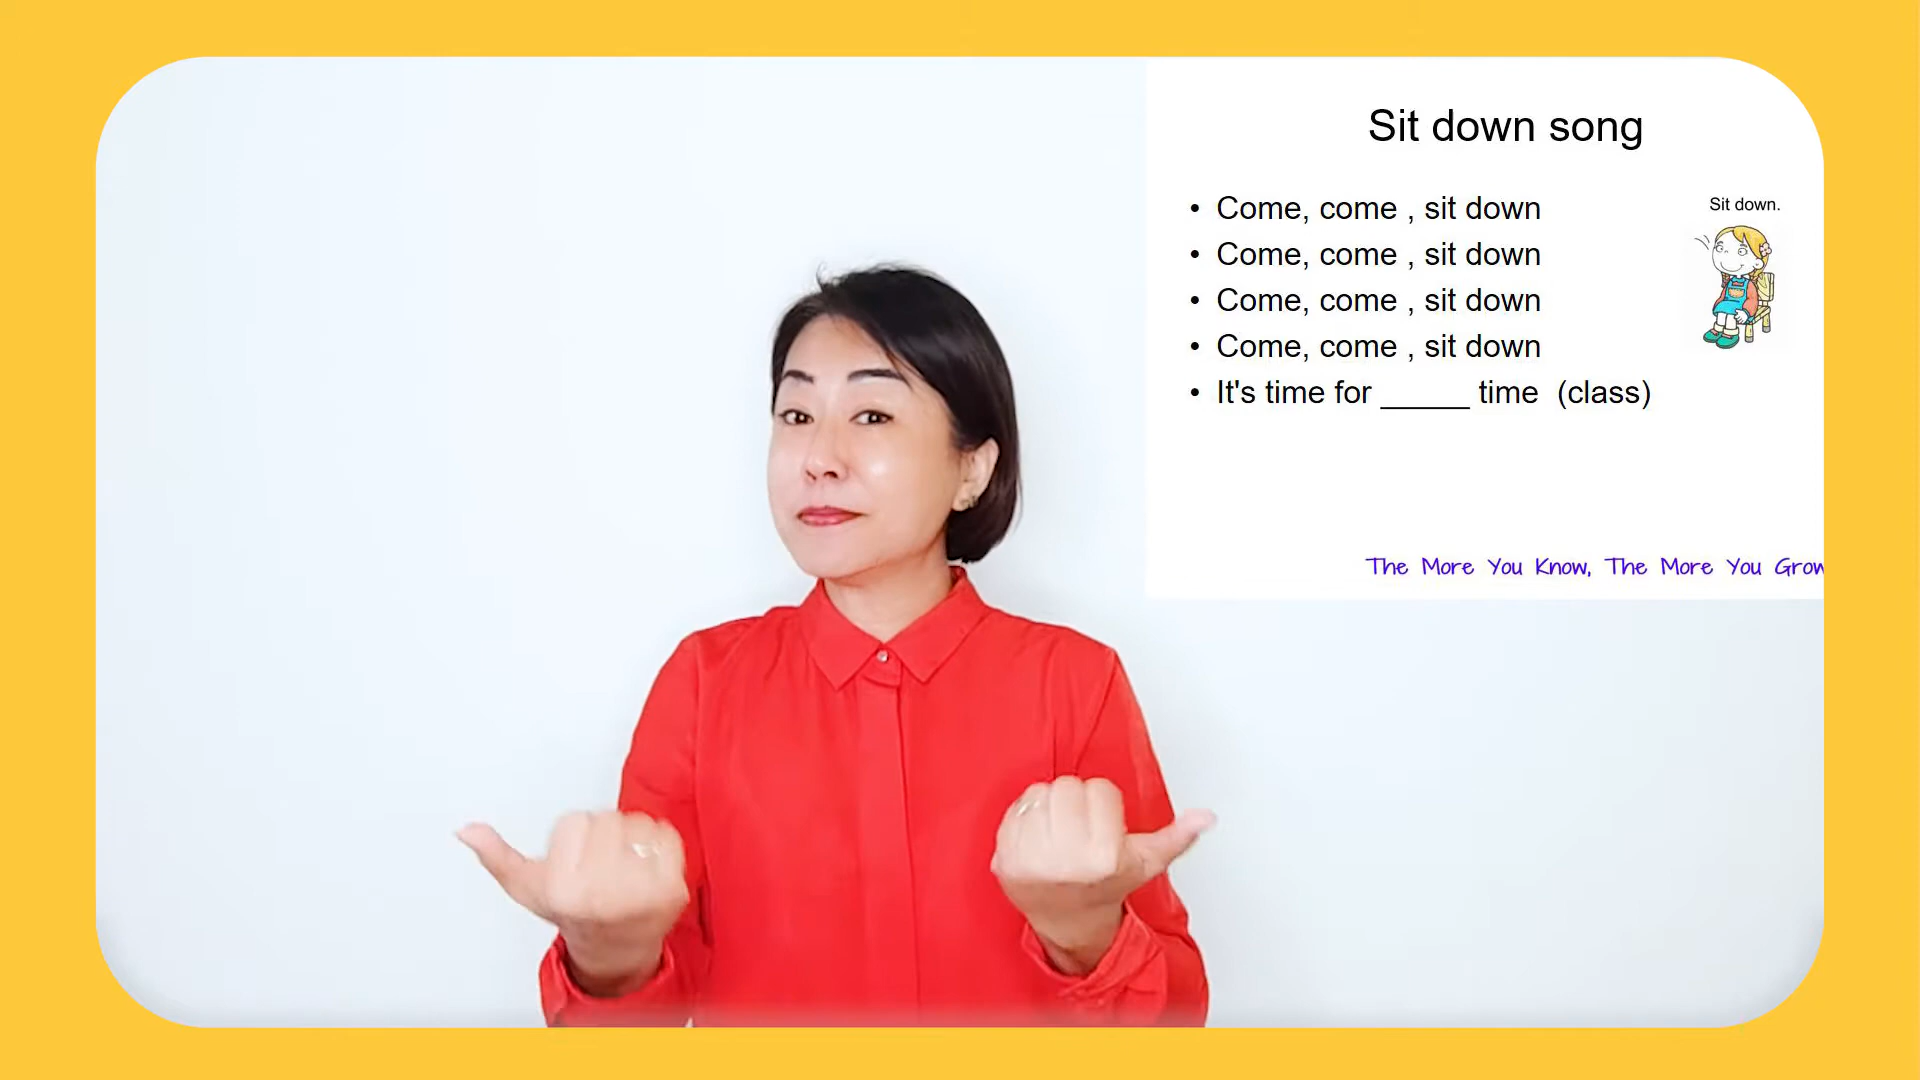 Sit down song
• Come, come , sit down
• Come, come , sit down
• Come, come , sit down
• Come, come , sit down
• It's time for _____ time (class)
Sit down.
The More You Know, The More You Grow